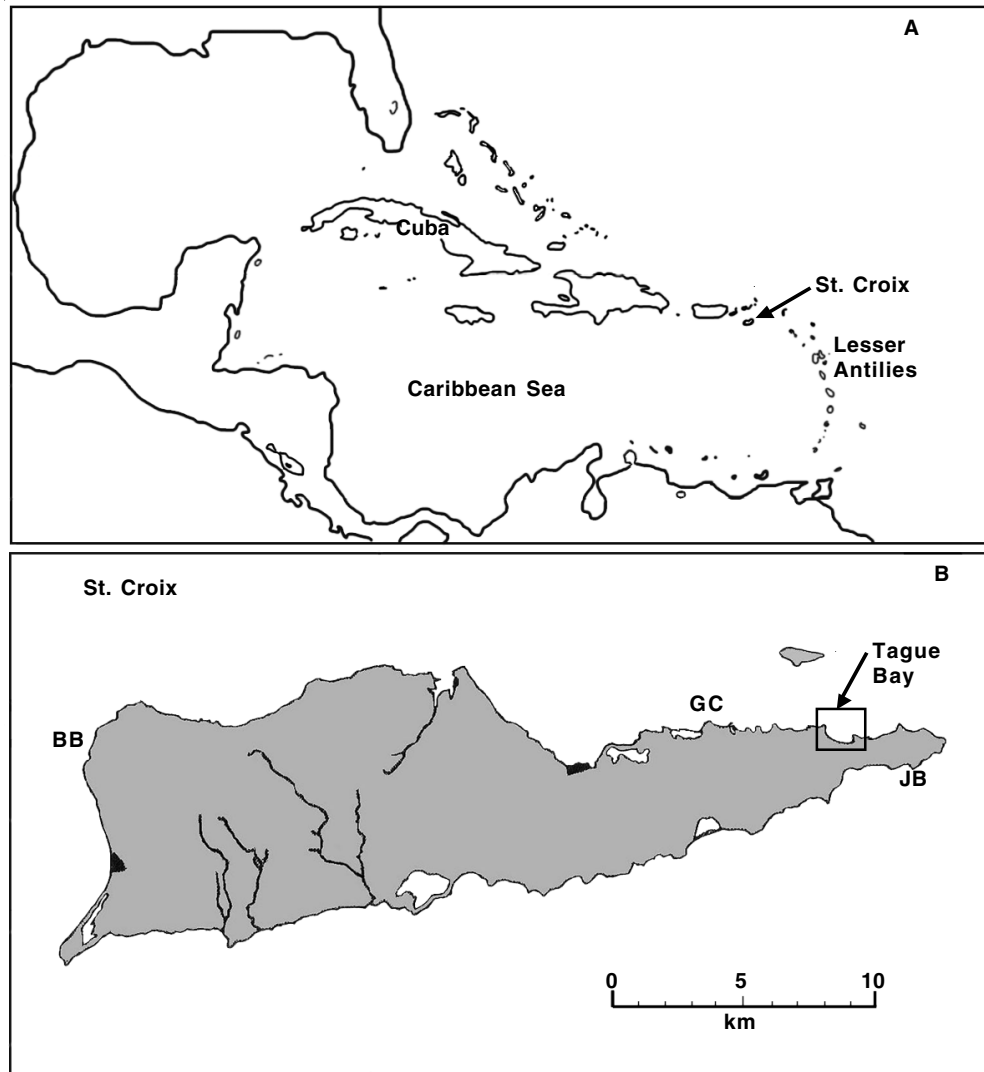 A
Cuba
St. Croix
Lesser
Antilies
Caribbean Sea
B
St. Croix
Tague
Bay
GC
BB
JB
0 5 10
km